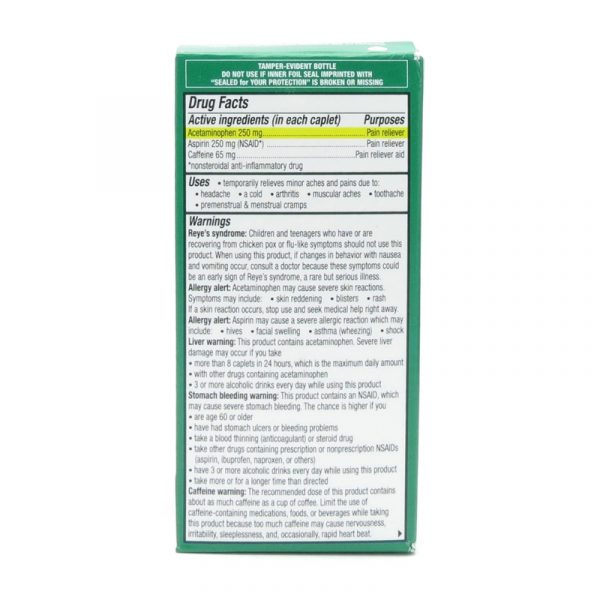 TAMPER-EVIDENT BOTTLE
DO NOT USE IF INNER FOIL SEAL IMPRINTED WITH
"SEALED for YOUR PROTECTION" IS BROKEN OR MISSING
Drug Facts
Active ingredients (in each caplet) Purposes
Acetaminophen 250 mg........Pain reliever
Aspirin 250 mg (NSAID*)........Pain reliever
Caffeine 65 mg........Pain reliever aid
*nonsteroidal anti-inflammatory drug
Uses • temporarily relieves minor aches and pains due to:
• headache • a cold • arthritis • muscular aches • toothache
• premenstrual & menstrual cramps
Warnings
Reye's syndrome: Children and teenagers who have or are
recovering from chicken pox or flu-like symptoms should not use this
product. When using this product, if changes in behavior with nausea
and vomiting occur, consult a doctor because these symptoms could
be an early sign of Reye's syndrome, a rare but serious illness.
Allergy alert: Acetaminophen may cause severe skin reactions.
Symptoms may include: • skin reddening • blisters • rash
If a skin reaction occurs, stop use and seek medical help right away.
Allergy alert: Aspirin may cause a severe allergic reaction which may
include: • hives • facial swelling • asthma (wheezing) • shock
Liver warning: This product contains acetaminophen. Severe liver
damage may occur if you take
• more than 8 caplets in 24 hours, which is the maximum daily amount
• with other drugs containing acetaminophen
• 3 or more alcoholic drinks every day while using this product
Stomach bleeding warning: This product contains an NSAID, which
may cause severe stomach bleeding. The chance is higher if you
• are age 60 or older
• have had stomach ulcers or bleeding problems
• take a blood thinning (anticoagulant) or steroid drug
• take other drugs containing prescription or nonprescription NSAIDs
(aspirin, ibuprofen, naproxen, or others)
• have 3 or more alcoholic drinks every day while using this product
• take more or for a longer time than directed
Caffeine warning: The recommended dose of this product contains
about as much caffeine as a cup of coffee. Limit the use of
caffeine-containing medications, foods, or beverages while taking
this product because too much caffeine may cause nervousness,
irritability, sleeplessness, and, occasionally, rapid heart beat.